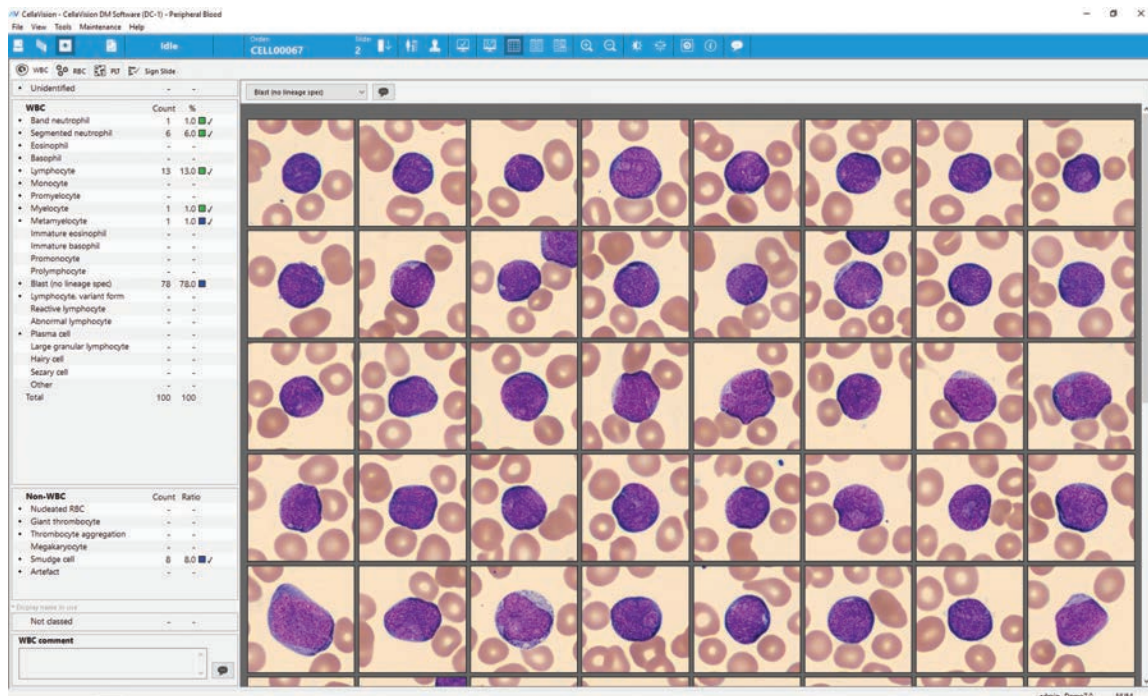 CellaVision - CellaVision DM Software (DC-1) - Peripheral Blood
File View Tools Maintenance Help
Idle
Order:
CELL00067
Slide:
2
WBC RBC PLT Sign Slide
Unidentified - -
Blast (no lineage spec)
WBC Count %
Band neutrophil 1 1.0
Segmented neutrophil 6 6.0
Eosinophil - -
Basophil - -
Lymphocyte 13 13.0
Monocyte - -
Promyelocyte - -
Myelocyte 1 1.0
Metamyelocyte 1 1.0
Immature eosinophil - -
Immature basophil - -
Promonocyte - -
Prolymphocyte - -
Blast (no lineage spec) 78 78.0
Lymphocyte, variant form - -
Reactive lymphocyte - -
Abnormal lymphocyte - -
Plasma cell - -
Large granular lymphocyte - -
Hairy cell - -
Sezary cell - -
Other - -
Total 100 100
Non-WBC Count Ratio
Nucleated RBC - -
Giant thrombocyte - -
Thrombocyte aggregation - -
Megakaryocyte - -
Smudge cell 8 8.0
Artefact - -
* Display name in use
Not classed - -
WBC comment